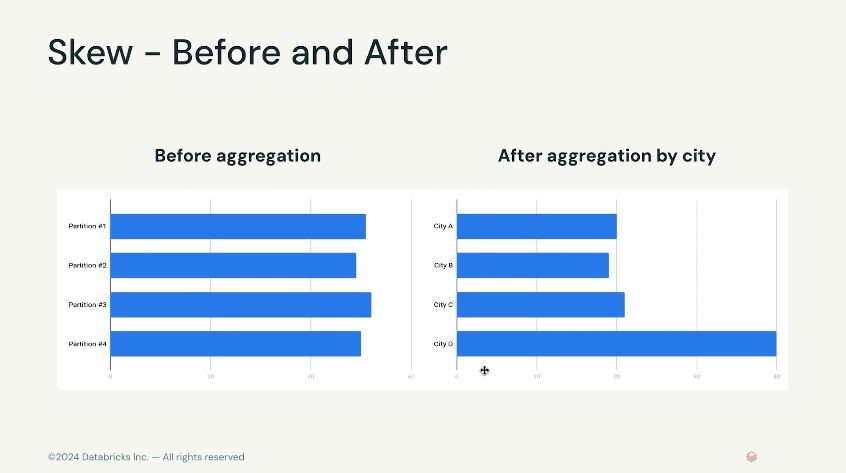 Skew – Before and After
Before aggregation
After aggregation by city
Partition #1
Partition #2
Partition #3
Partition #4
0 20 40 60
City A
City B
City C
City D
0 10 20 30 40
©2024 Databricks Inc. — All rights reserved